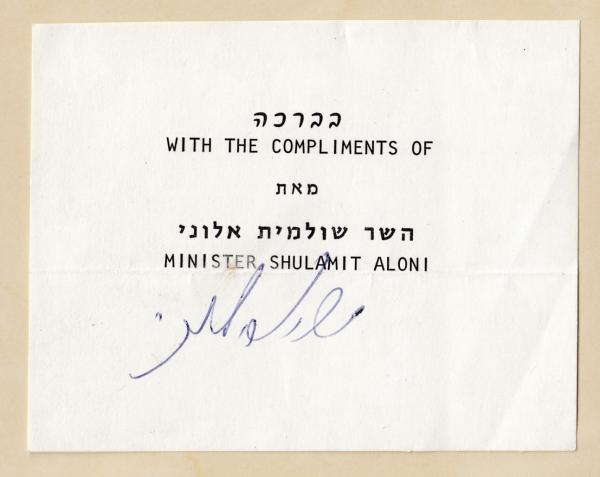 בברכה
WITH THE COMPLIMENTS OF
מאת
השר שולמית אלוני
MINISTER SHULAMIT ALONI